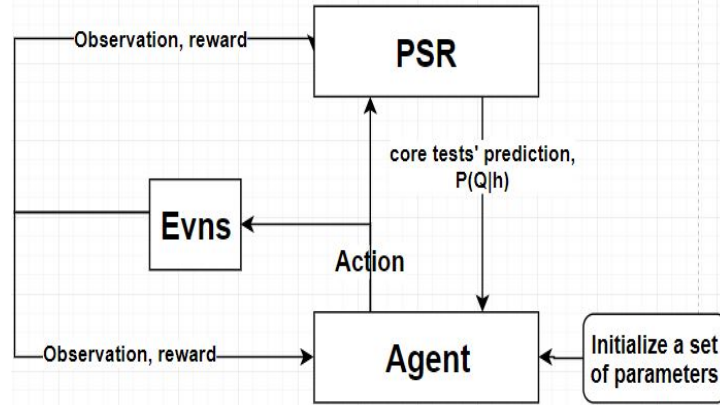 Observation, reward
PSR
core tests' prediction,
P(Q|h)
Evns
Action
Observation, reward
Agent
Initialize a set
of parameters